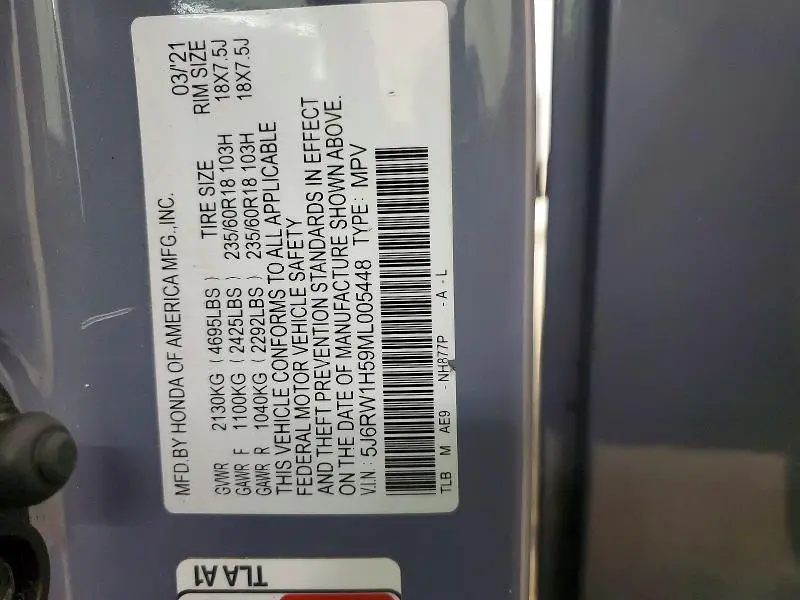 MFD.BY HONDA OF AMERICA MFG.,INC. 03/'21
TIRE SIZE RIM SIZE
GVWR 2130KG ( 4695LBS )
GAWR F 1100KG ( 2425LBS ) 235/60R18 103H 18X7.5J
GAWR R 1040KG ( 2292LBS ) 235/60R18 103H 18X7.5J
THIS VEHICLE CONFORMS TO ALL APPLICABLE
FEDERAL MOTOR VEHICLE SAFETY
AND THEFT PREVENTION STANDARDS IN EFFECT
ON THE DATE OF MANUFACTURE SHOWN ABOVE.
V.I.N.: 5J6RW1H59ML005448 TYPE: MPV
TLB M AE9 -NH877P -A -L
TLA A1